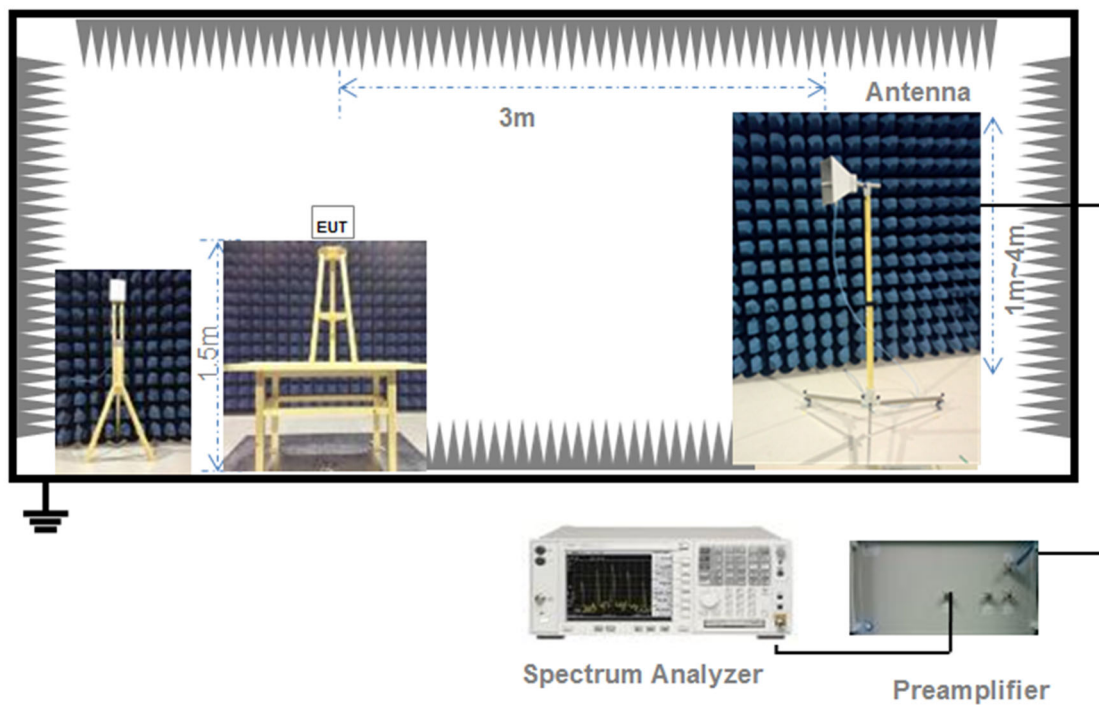 Antenna
3m
EUT
1.5m
1m~4m
Spectrum Analyzer
Preamplifier